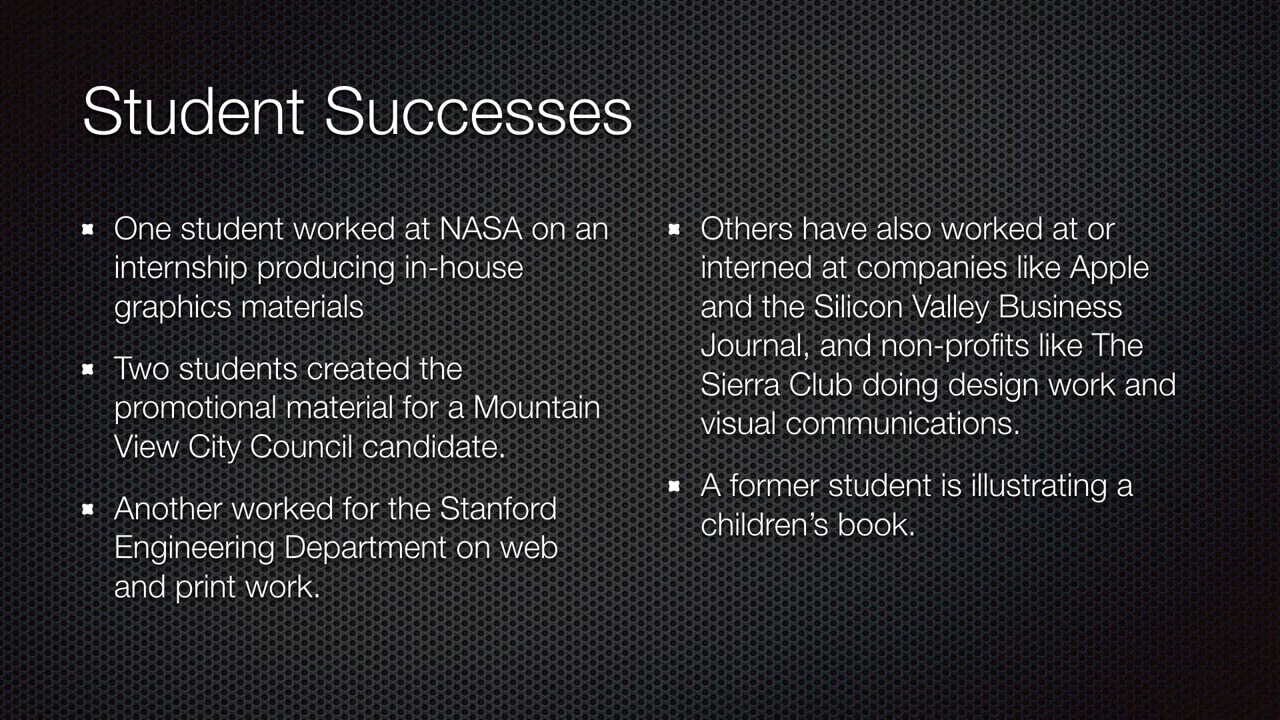 Student Successes
One student worked at NASA on an
internship producing in-house
graphics materials
Two students created the
promotional material for a Mountain
View City Council candidate.
Another worked for the Stanford
Engineering Department on web
and print work.
Others have also worked at or
interned at companies like Apple
and the Silicon Valley Business
Journal, and non-profits like The
Sierra Club doing design work and
visual communications.
A former student is illustrating a
children’s book.